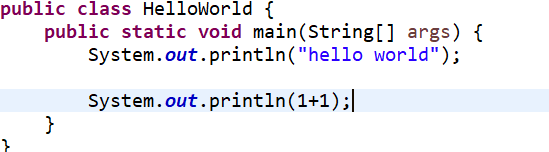 public class HelloWorld {
    public static void main(String[] args) {
        System.out.println("hello world");
        System.out.println(1+1);
    }
}